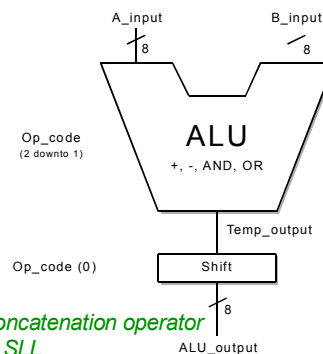 A_input
B_input
8
8
ALU
+, -, AND, OR
Op_code
(2 downto 1)
Temp_output
Op_code (0)
Shift
oncatenation operator
8
SLL
ALU_output